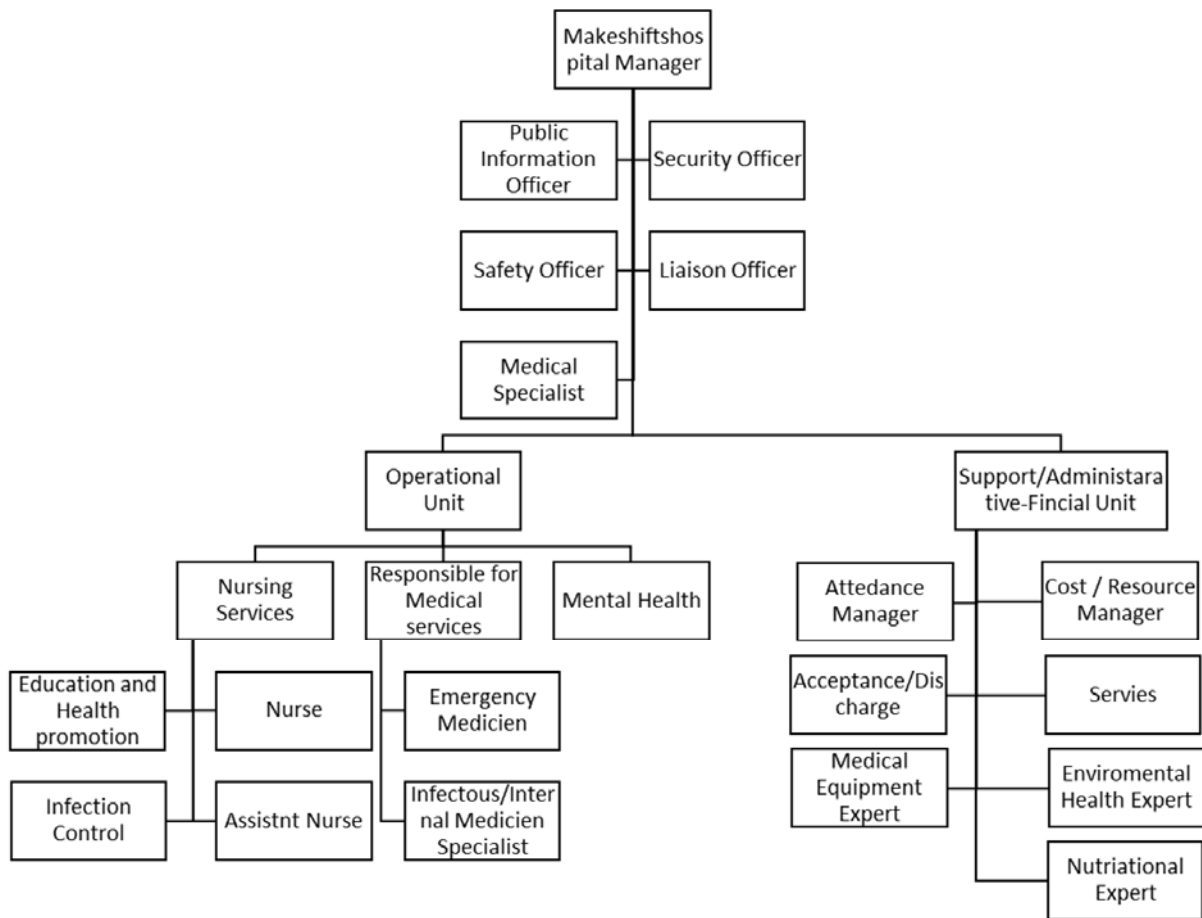 Makeshiftshos
pital Manager
Public
Information
Officer
Security Officer
Safety Officer
Liaison Officer
Medical
Specialist
Operational
Unit
Support/Administara
tive-Fincial Unit
Nursing
Services
Responsible for
Medical
services
Mental Health
Attedance
Manager
Cost / Resource
Manager
Education and
Health
promotion
Nurse
Emergency
Medicien
Acceptance/Dis
charge
Servies
Infection
Control
Assistnt Nurse
Infectous/Inter
nal Medicien
Specialist
Medical
Equipment
Expert
Enviromental
Health Expert
Nutriational
Expert